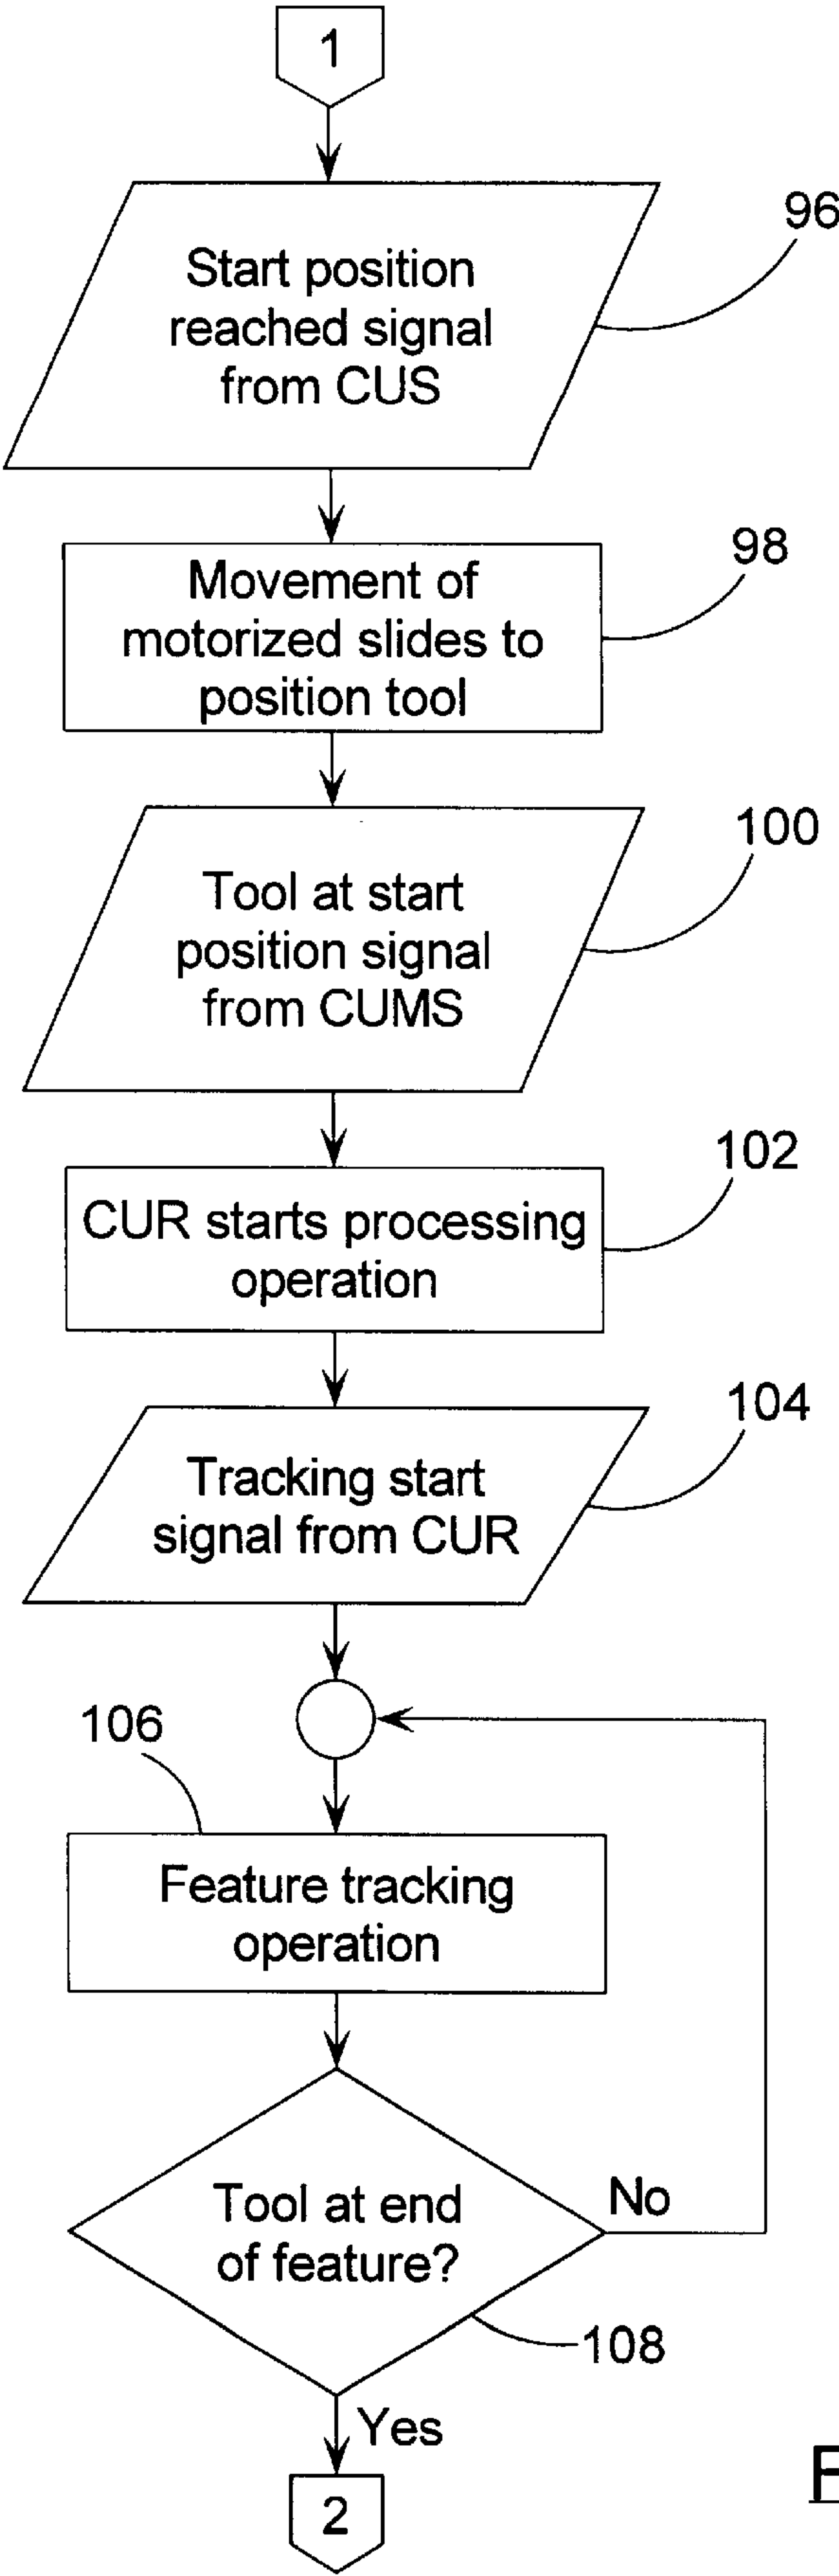 1
96
Start position
reached signal
from CUS
98
Movement of
motorized slides to
position tool
100
Tool at start
position signal
from CUMS
102
CUR starts processing
operation
104
Tracking start
signal from CUR
106
Feature tracking
operation
Tool at end
of feature?
No
108
Yes
2